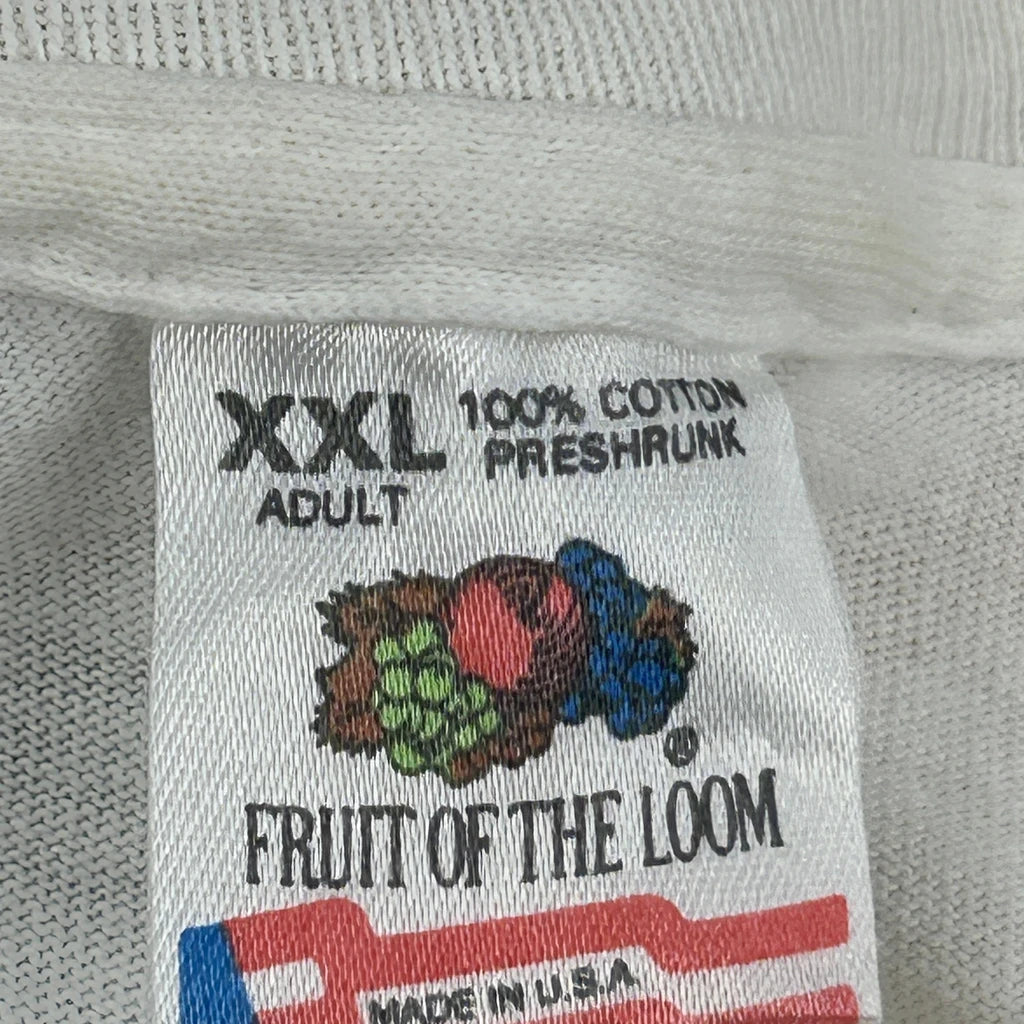 XXL 100% COTTON
ADULT PRESHRUNK
®
FRUIT OF THE LOOM
MADE IN U.S.A.